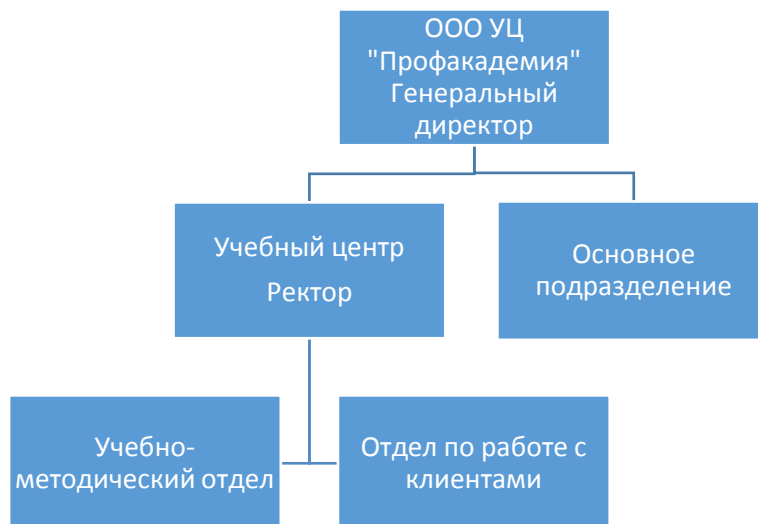 ООО УЦ
"Профакадемия"
Генеральный
директор
Учебный центр
Ректор
Основное
подразделение
Учебно-
методический отдел
Отдел по работе с
клиентами